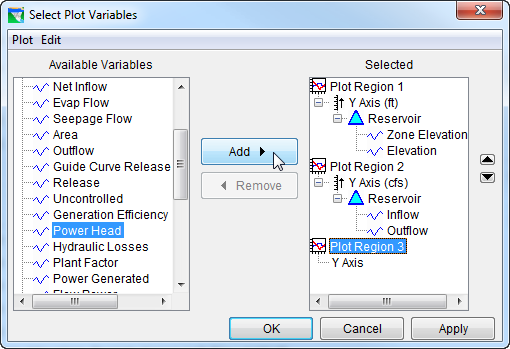 Select Plot Variables
Plot Edit
Available Variables
Net Inflow
Evap Flow
Seepage Flow
Area
Outflow
Guide Curve Release
Release
Uncontrolled
Generation Efficiency
Power Head
Hydraulic Losses
Plant Factor
Power Generated
Flow Power
Add
Remove
Selected
Plot Region 1
Y Axis (ft)
Reservoir
Zone Elevation
Elevation
Plot Region 2
Y Axis (cfs)
Reservoir
Inflow
Outflow
Plot Region 3
Y Axis
OK
Cancel
Apply